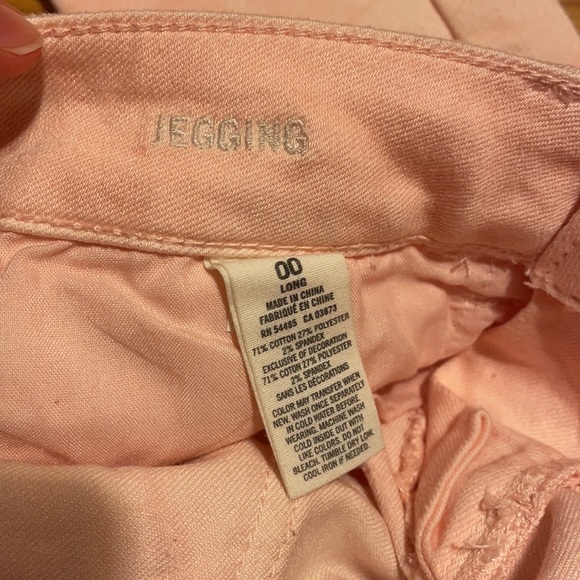 JEGGING
00
LONG
MADE IN CHINA
FABRIQUÉ EN CHINE
RN 54485 CA 03873
71% COTTON 27% POLYESTER
2% SPANDEX
EXCLUSIVE OF DECORATION
71% COTTON 27% POLYESTER
2% SPANDEX
SANS LES DÉCORATIONS
COLOR MAY TRANSFER WHEN
NEW. WASH ONCE SEPARATELY
IN COLD WATER BEFORE
WEARING. MACHINE WASH
COLD INSIDE OUT WITH
LIKE COLORS. DO NOT
BLEACH. TUMBLE DRY LOW.
COOL IRON IF NEEDED.